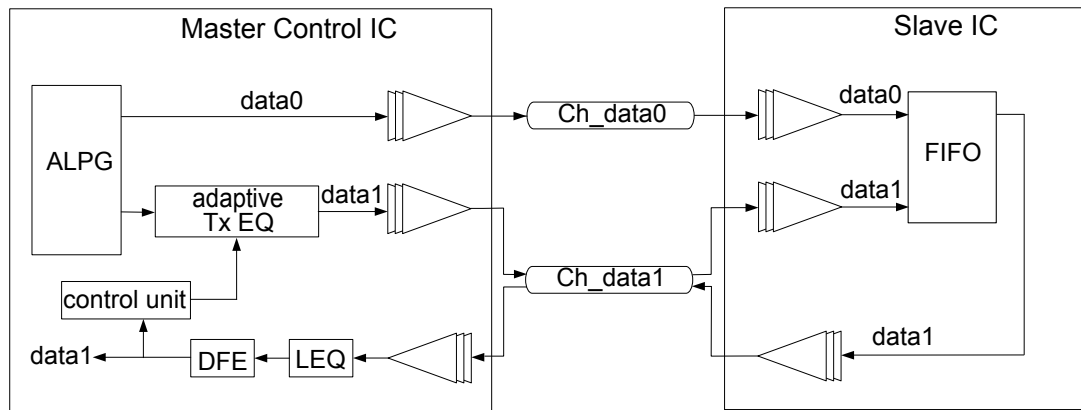 Master Control IC
Slave IC
data0
Ch_data0
data0
ALPG
FIFO
adaptive
Tx EQ
data1
data1
Ch_data1
control unit
data1
DFE
LEQ
data1